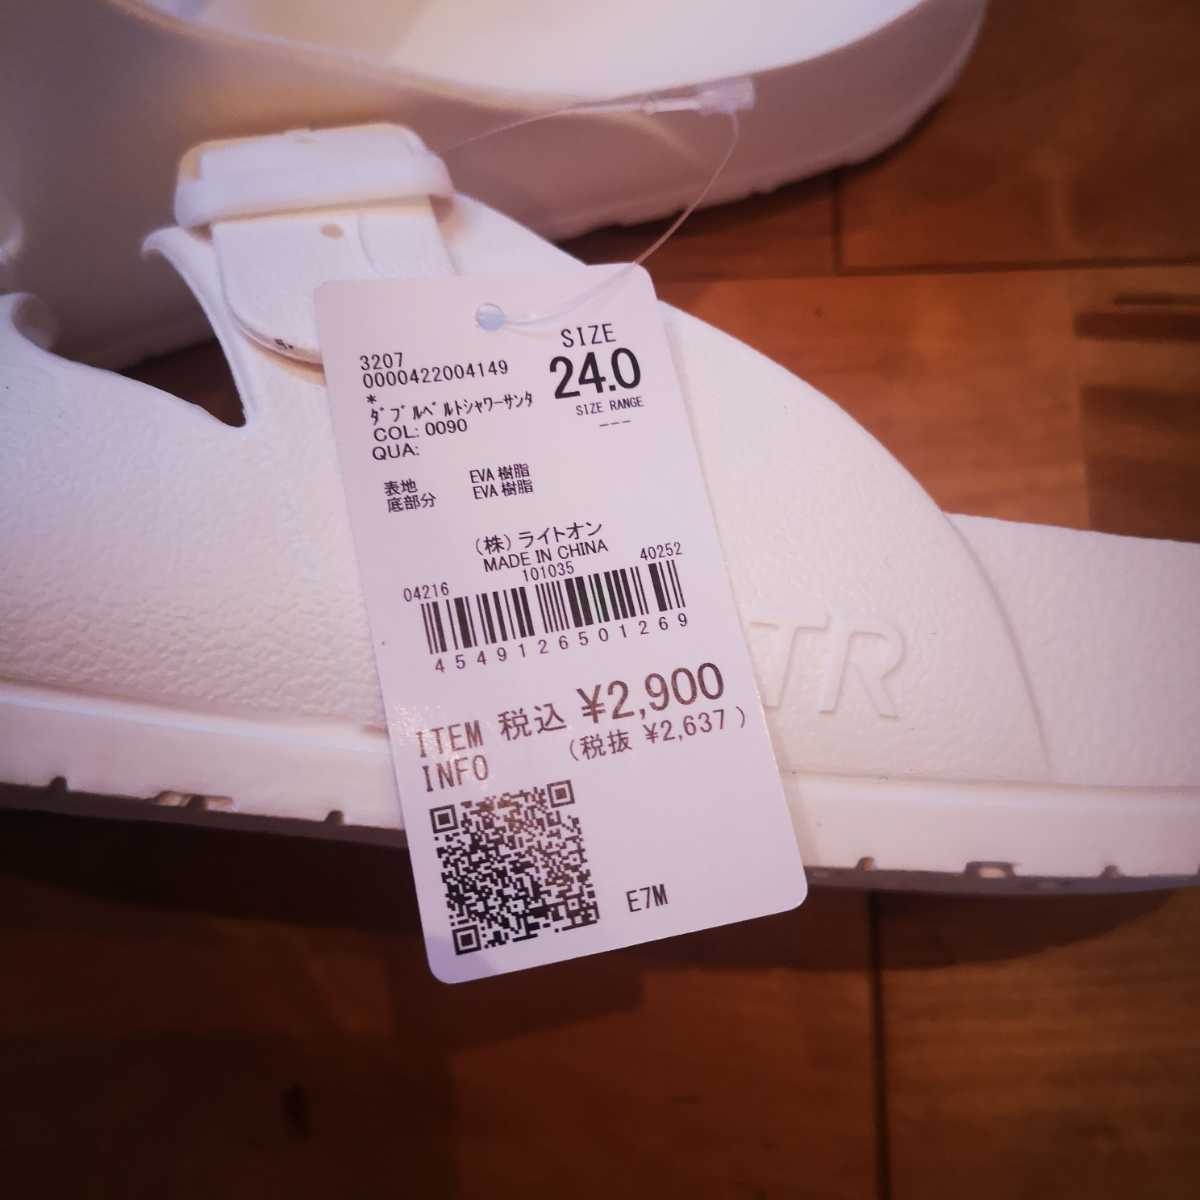 3207
0000422004149
*
ﾀﾞﾌﾞﾙﾍﾞﾙﾄｼｬﾜｰｻﾝﾀ
COL: 0090
QUA:
SIZE
24.0
SIZE RANGE
---
表地 EVA 樹脂
底部分 EVA 樹脂
(株) ライトオン
MADE IN CHINA
04216 101035 40252
4549126501269
ITEM INFO
税込 ¥2,900
(税抜 ¥2,637 )
E7M
TR